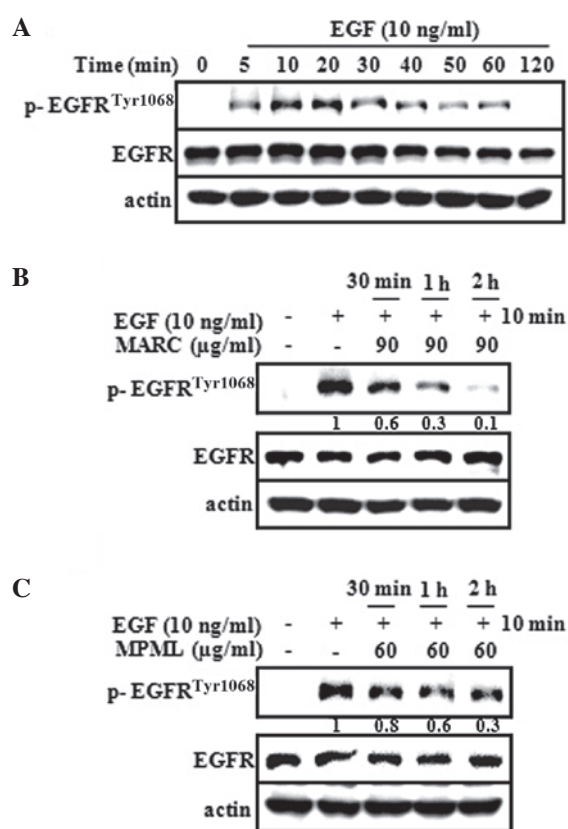 A
EGF (10 ng/ml)
Time (min) 0 5 10 20 30 40 50 60 120
p-EGFRTyr1068
EGFR
actin
B
30 min 1 h 2 h
EGF (10 ng/ml) - + + + + 10 min
MARC (µg/ml) - - 90 90 90
p-EGFRTyr1068
1 0.6 0.3 0.1
EGFR
actin
C
30 min 1 h 2 h
EGF (10 ng/ml) - + + + + 10 min
MPML (µg/ml) - - 60 60 60
p-EGFRTyr1068
1 0.8 0.6 0.3
EGFR
actin